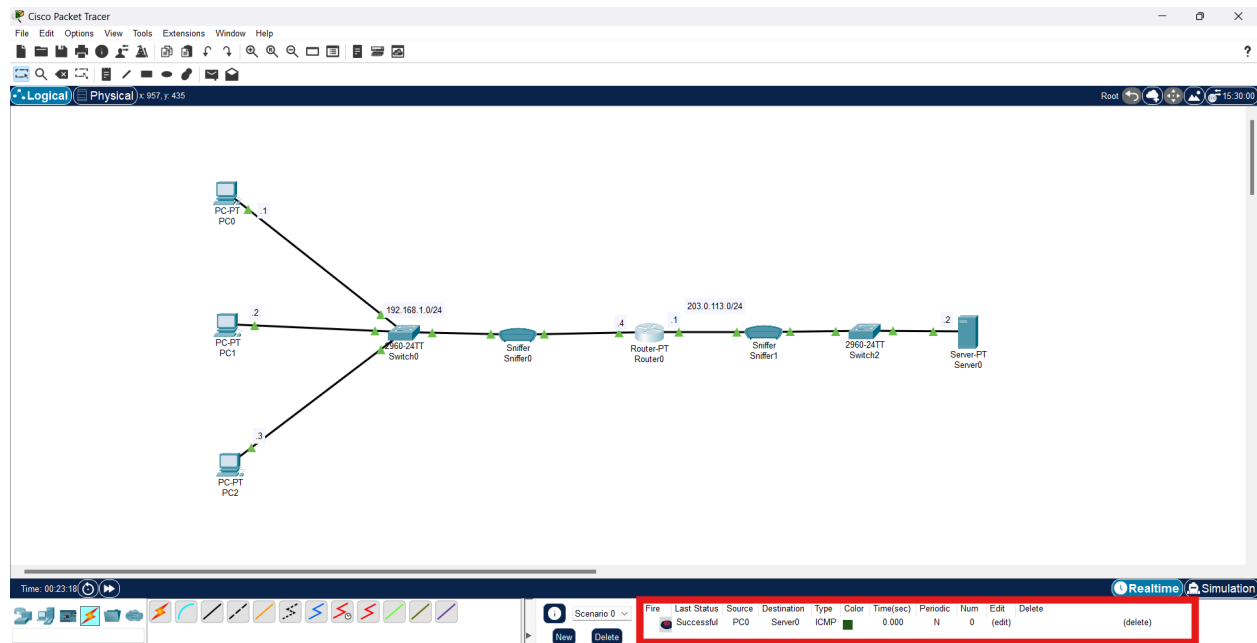 Cisco Packet Tracer
File Edit Options View Tools Extensions Window Help
?
Logical Physical x: 957, y: 435 Root 15:30:00
PC-PT
PC0
.1
192.168.1.0/24
203.0.113.0/24
.2
PC-PT
PC1
2960-24TT
Switch0
Sniffer
Sniffer0
.4
.1
Router-PT
Router0
Sniffer
Sniffer1
2960-24TT
Switch2
.2
Server-PT
Server0
.3
PC-PT
PC2
Time: 00:23:18 Realtime Simulation
Scenario 0
New Delete
Fire Last Status Source Destination Type Color Time(sec) Periodic Num Edit Delete
Successful PC0 Server0 ICMP 0.000 N 0 (edit) (delete)